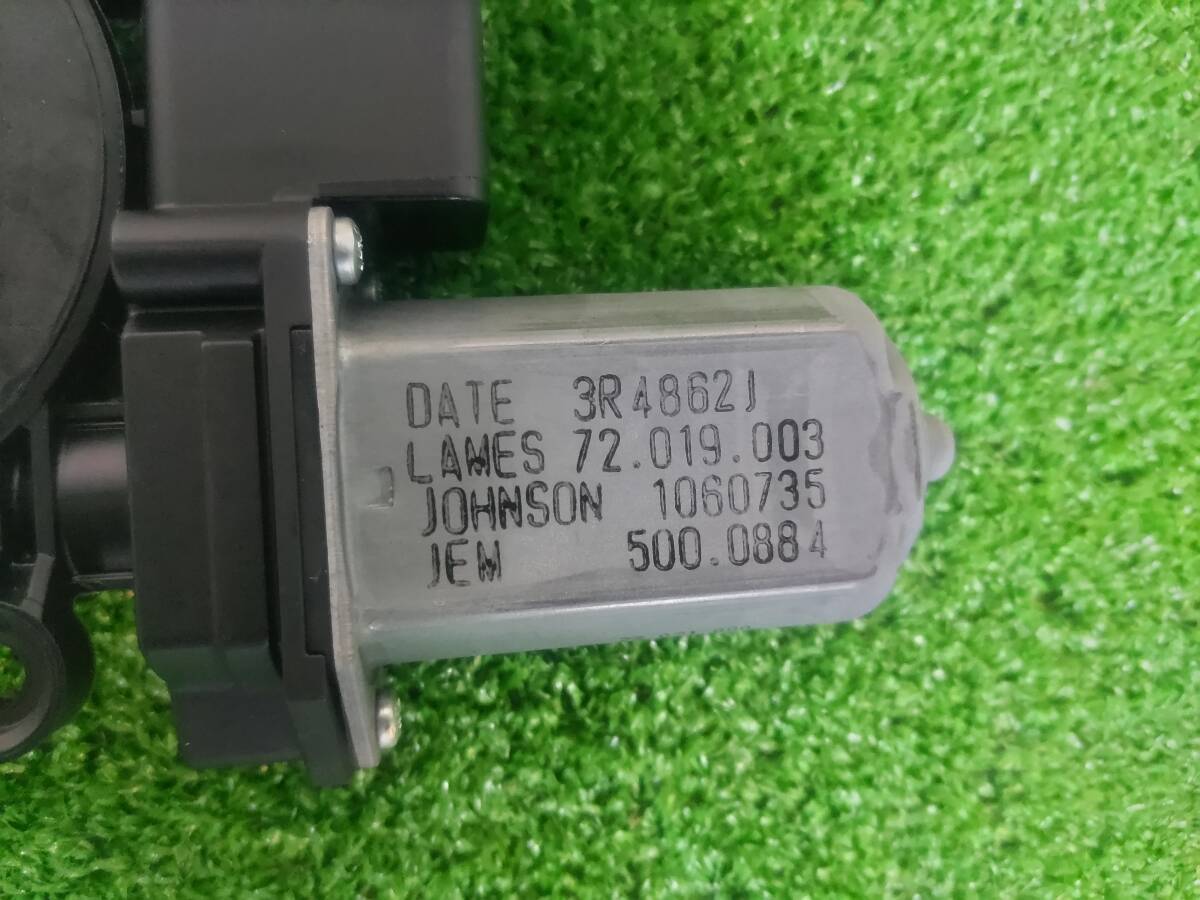 DATE 3R4862J
LAMES 72.019.003
JOHNSON 1060735
JEM 500.0884